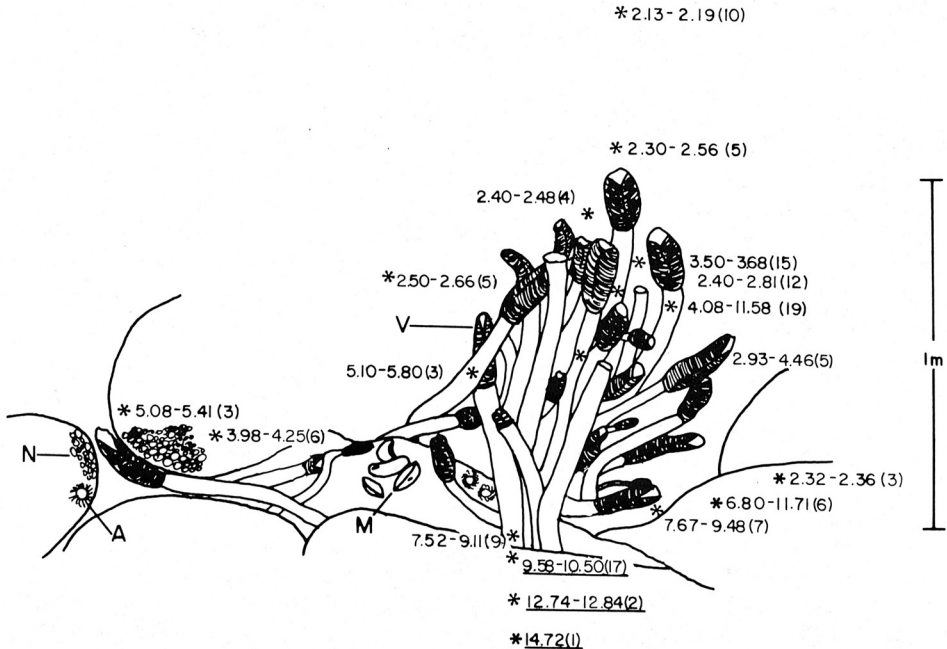 * 2.13 - 2.19 (10)
* 2.30 - 2.56 (5)
2.40 - 2.48 (4)
*
* 3.50 - 3.68 (15)
* 2.50 - 2.66 (5)
2.40 - 2.81 (12)
*
* 4.08 - 11.58 (19)
V
1m
2.93 - 4.46 (5)
*
5.10 - 5.80 (3) *
* 5.08 - 5.41 (3)
* 3.98 - 4.25 (6)
N
* 2.32 - 2.36 (3)
* 6.80 - 11.71 (6)
M
*
7.67 - 9.48 (7)
A
7.52 - 9.11 (9) *
* 9.58 - 10.50 (17)
* 12.74 - 12.84 (2)
* 14.72 (1)